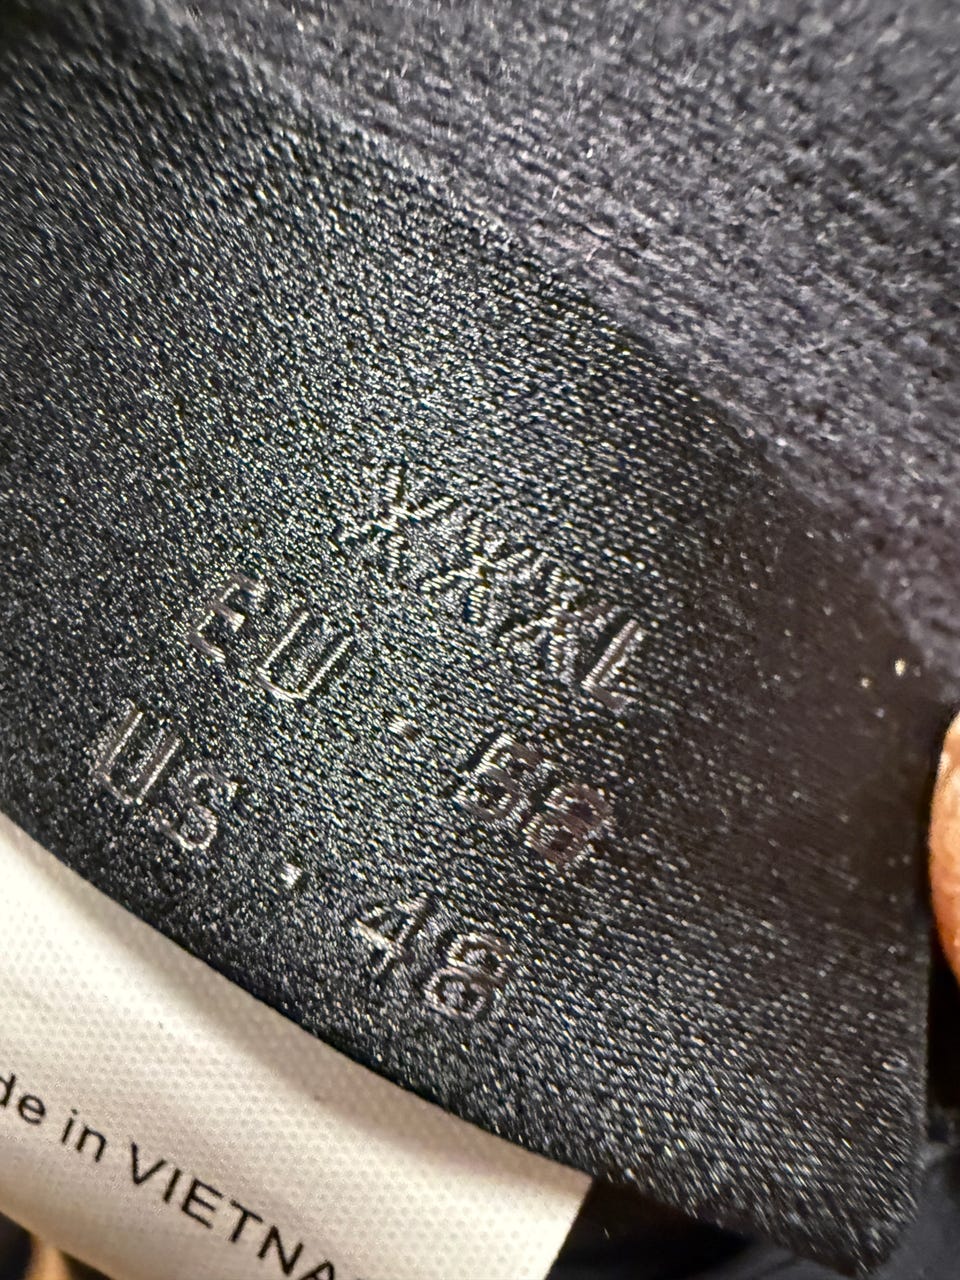 XXXL
EU : 58
US : 48
de in VIETNA